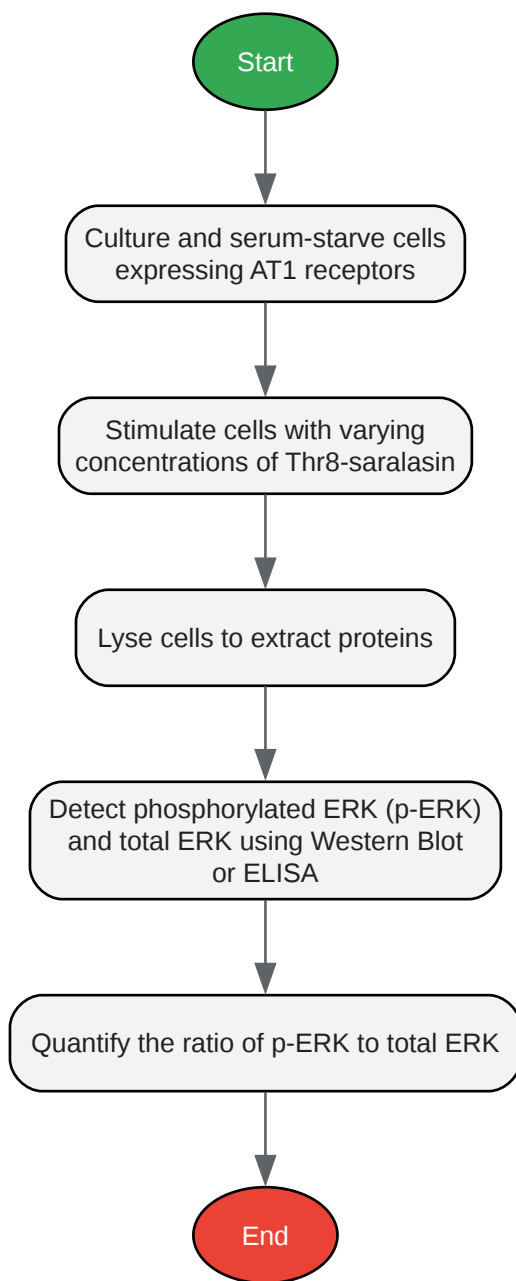 Start
Culture and serum-starve cells
expressing AT1 receptors
Stimulate cells with varying
concentrations of Thr8-saralasin
Lyse cells to extract proteins
Detect phosphorylated ERK (p-ERK)
and total ERK using Western Blot
or ELISA
Quantify the ratio of p-ERK to total ERK
End